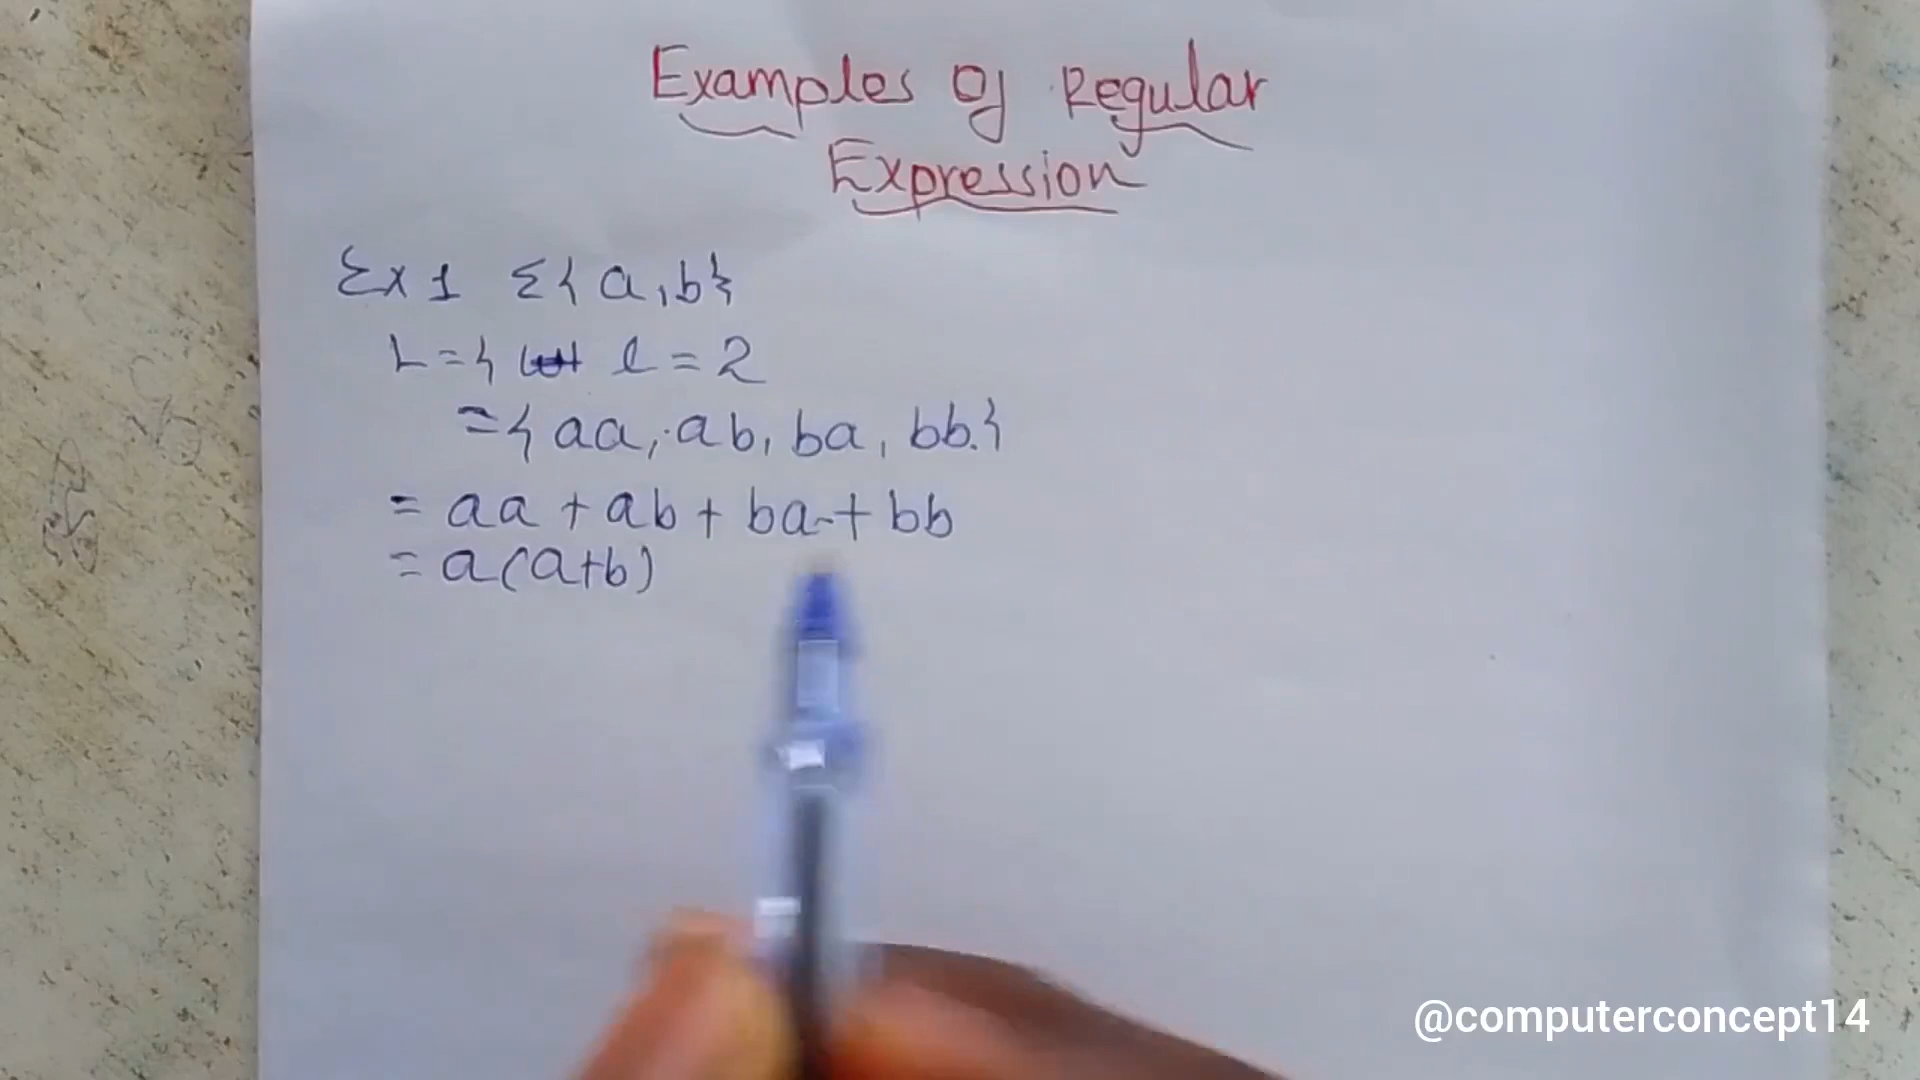 Examples Of Regular
Expression
Ex 1 Σ{ a, b}
L = { l = 2
= { aa, ab, ba, bb.}
= aa + ab + ba + bb
= a(a+b)
@computerconcept14